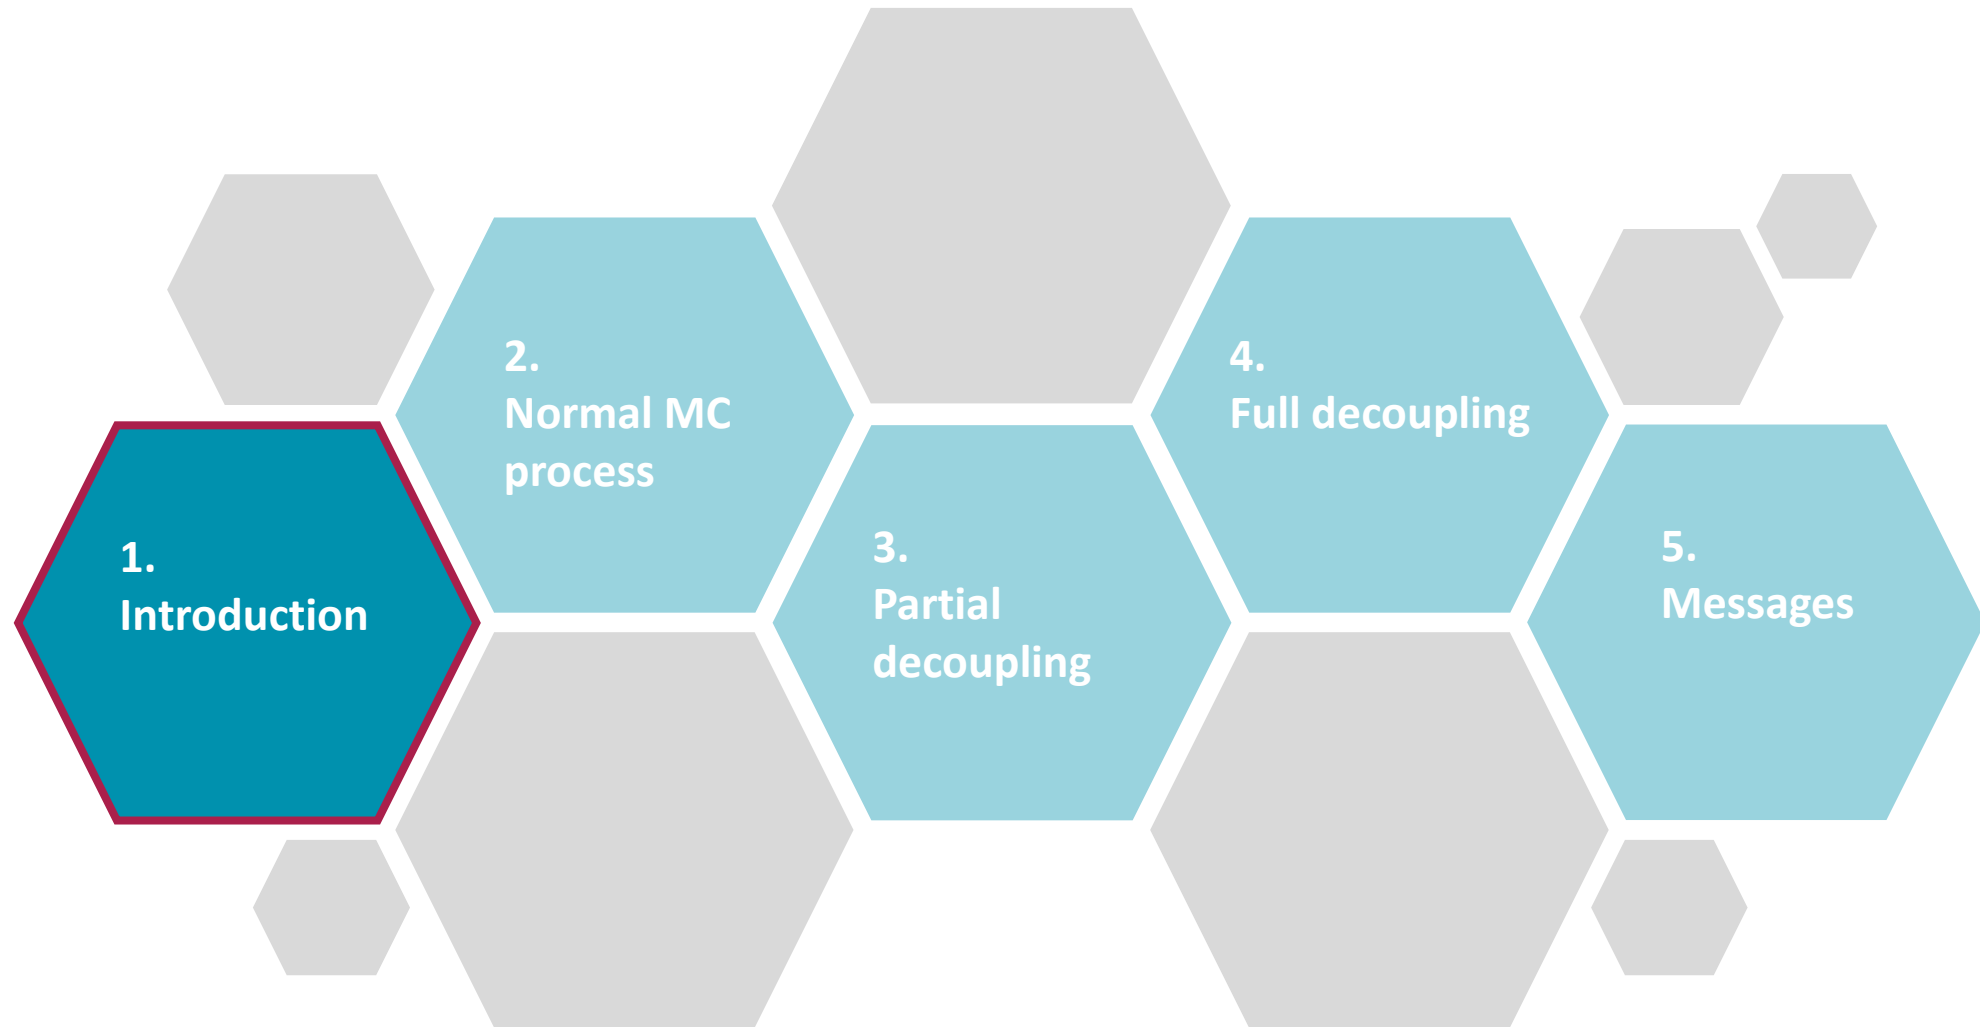 1.
Introduction
2.
Normal MC
process
3.
Partial
decoupling
4.
Full decoupling
5.
Messages